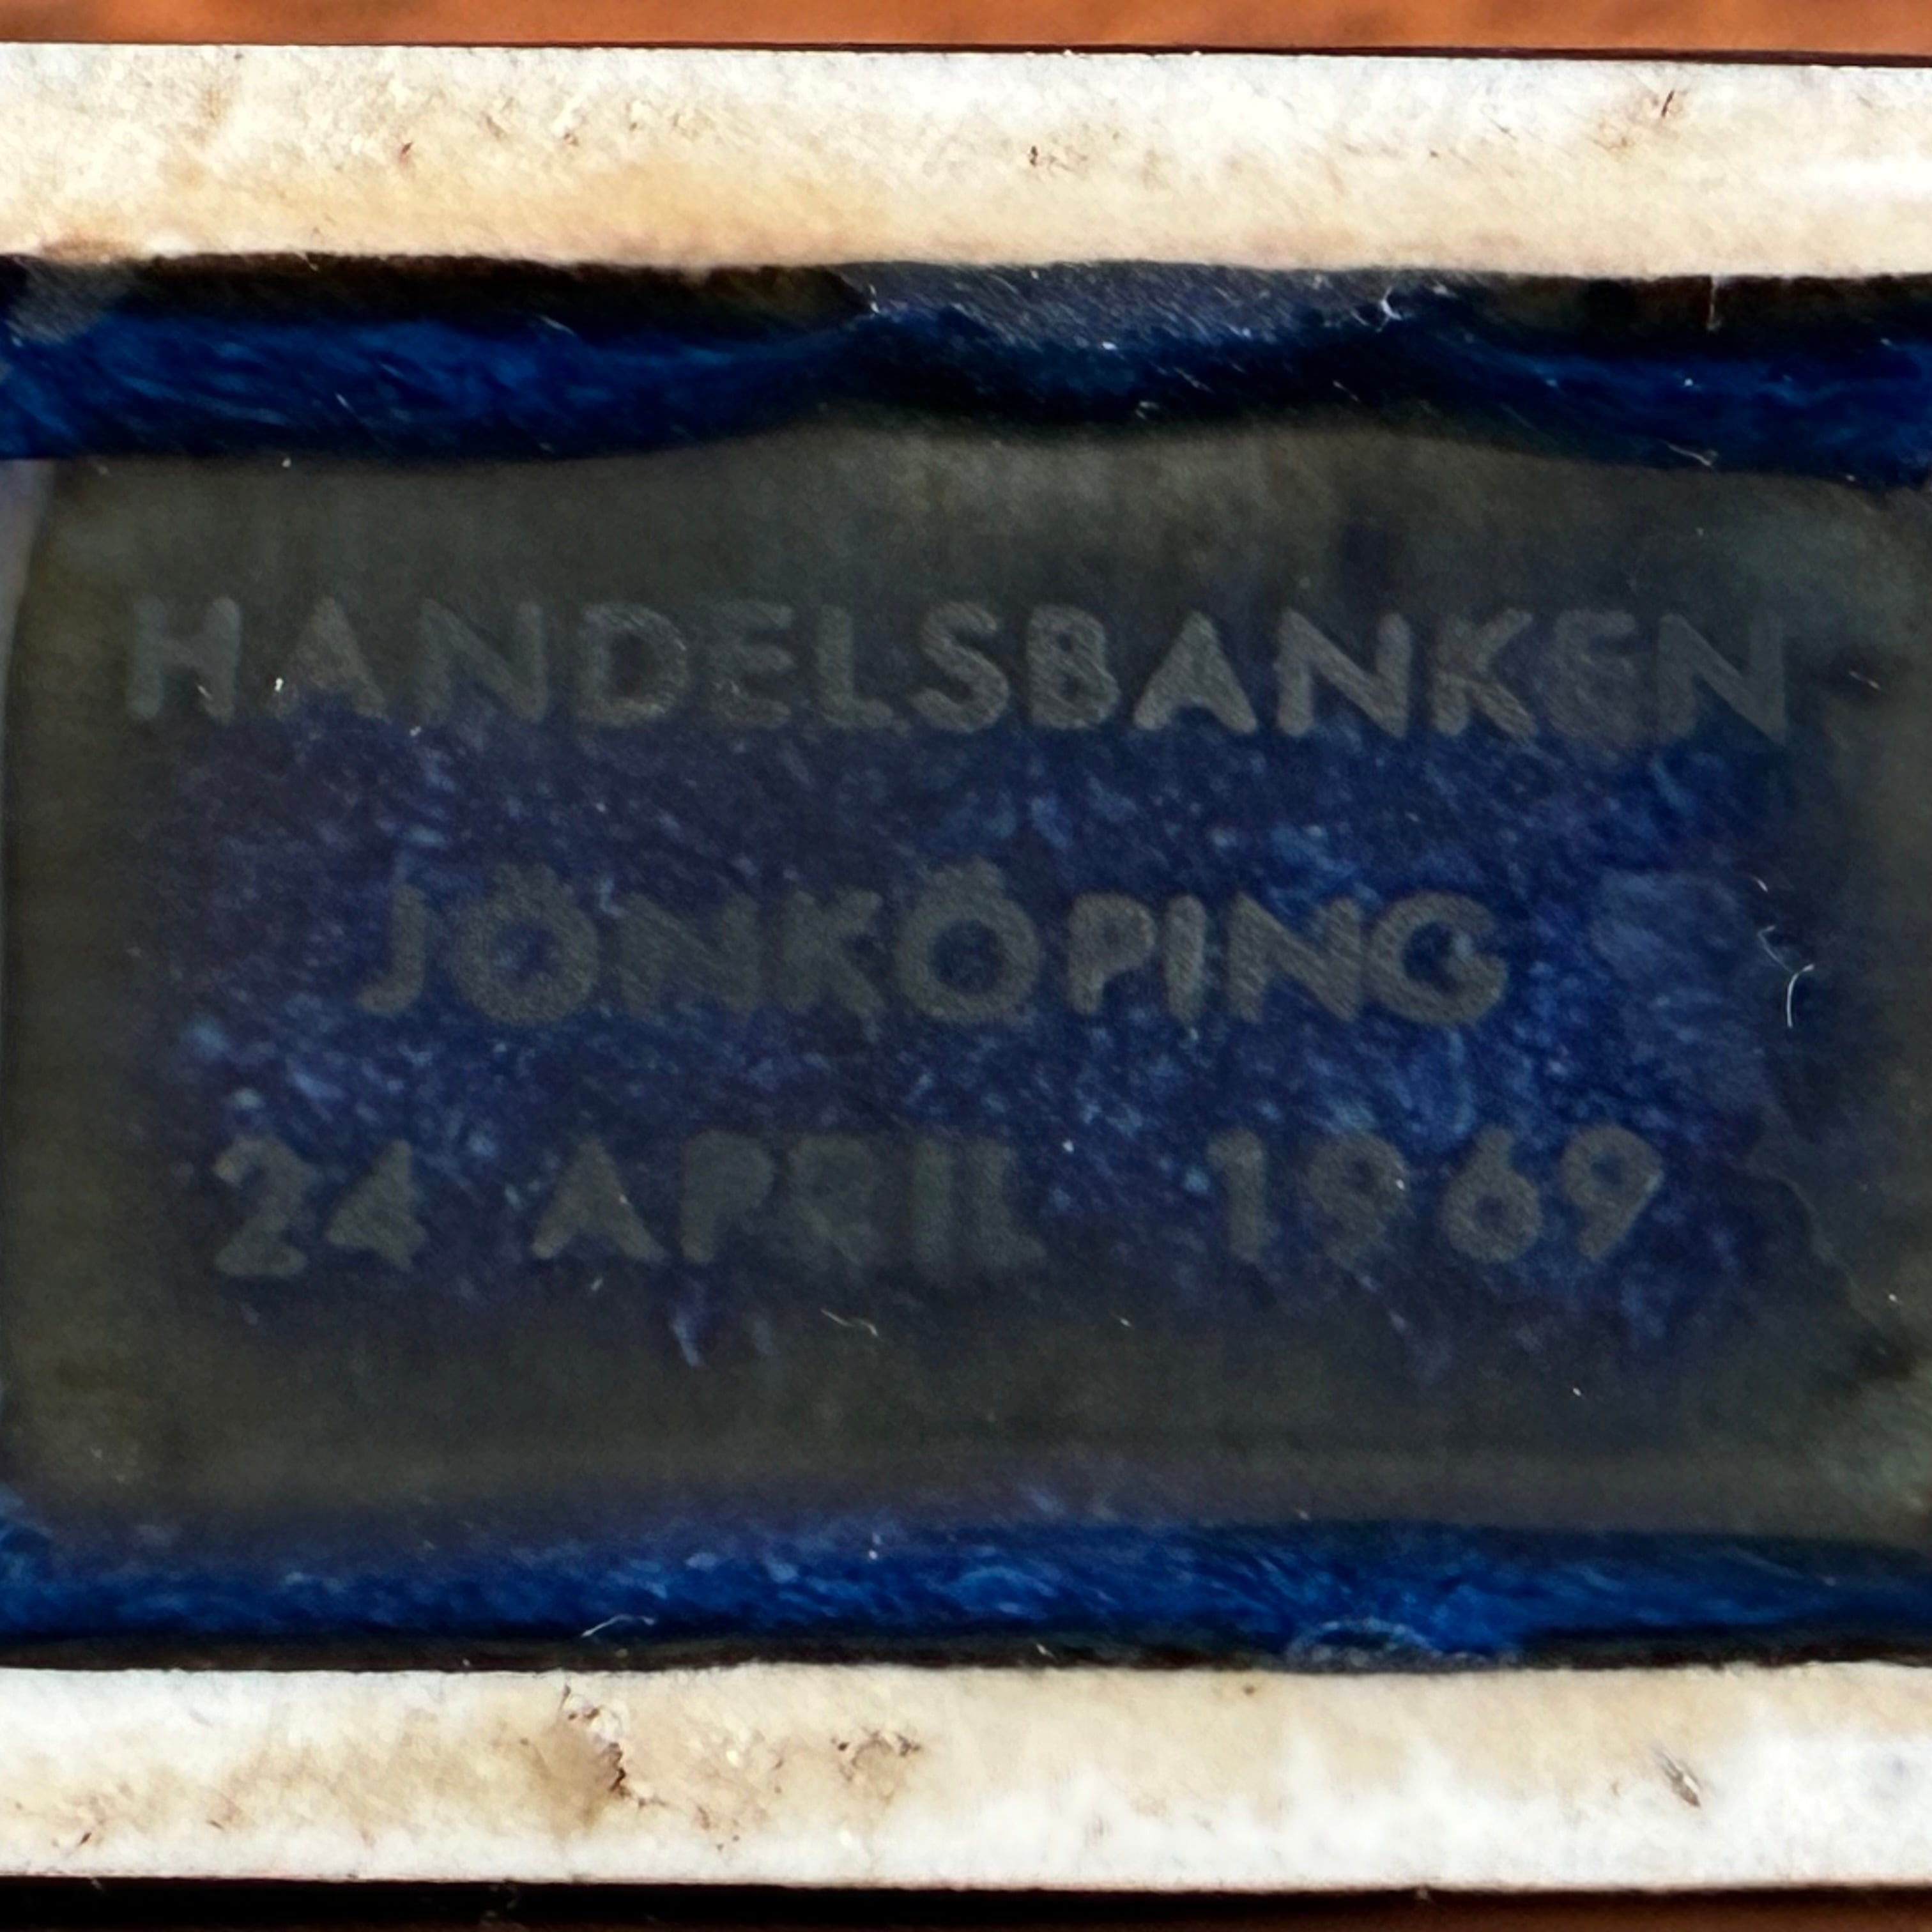 HANDELSBANKEN
JÖNKÖPING
24 APRIL 1969